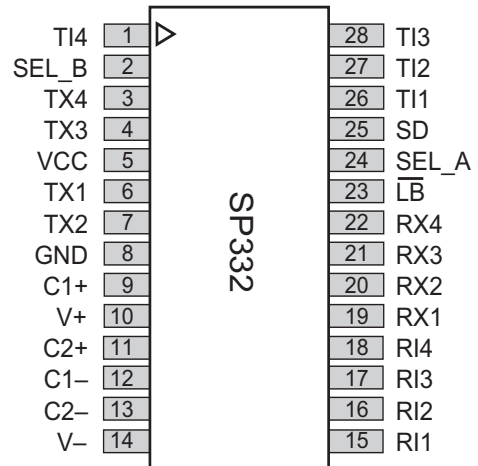 TI4 1 28 TI3
SEL_B 2 27 TI2
TX4 3 26 TI1
TX3 4 25 SD
VCC 5 24 SEL_A
TX1 6 23 L̅B̅
TX2 7 22 RX4
GND 8 21 RX3
C1+ 9 20 RX2
V+ 10 19 RX1
C2+ 11 18 RI4
C1– 12 17 RI3
C2– 13 16 RI2
V– 14 15 RI1
SP332